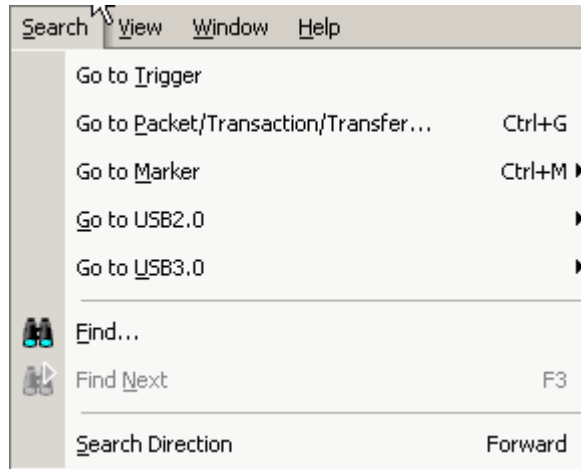 Search View Window Help
Go to Trigger
Go to Packet/Transaction/Transfer... Ctrl+G
Go to Marker Ctrl+M
Go to USB2.0
Go to USB3.0
Find...
Find Next F3
Search Direction Forward